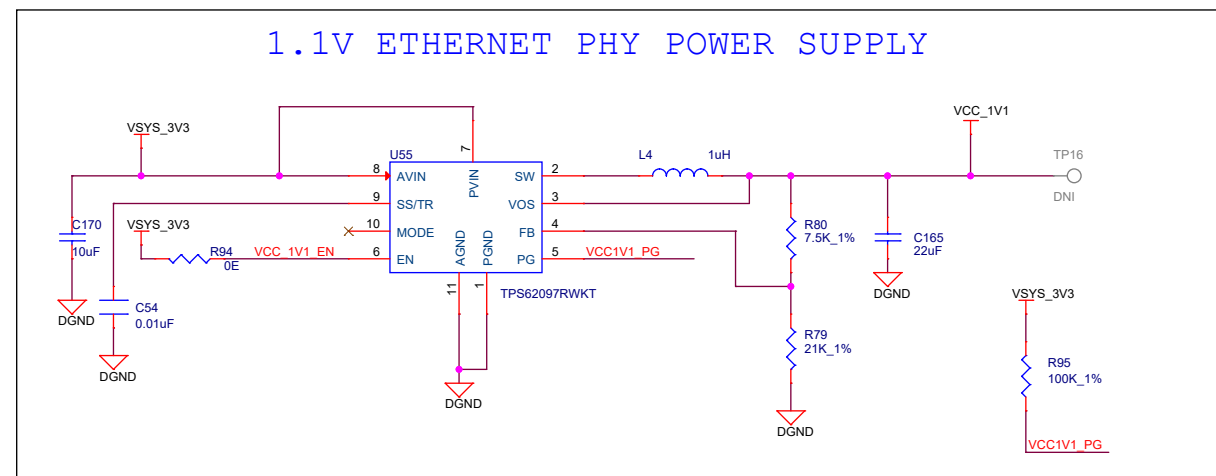 1.1V ETHERNET PHY POWER SUPPLY
VCC_1V1
VSYS_3V3
U55
L4 1uH
TP16
DNI
7
8 AVIN
PVIN
SW 2
9 SS/TR
VOS 3
10 MODE
FB 4
6 EN
PG 5
AGND
PGND
11
1
TPS62097RWKT
C170
10uF
DGND
VSYS_3V3
R94
0E
VCC_1V1_EN
C54
0.01uF
DGND
DGND
VCC1V1_PG
R80
7.5K_1%
C165
22uF
DGND
R79
21K_1%
DGND
VSYS_3V3
R95
100K_1%
VCC1V1_PG